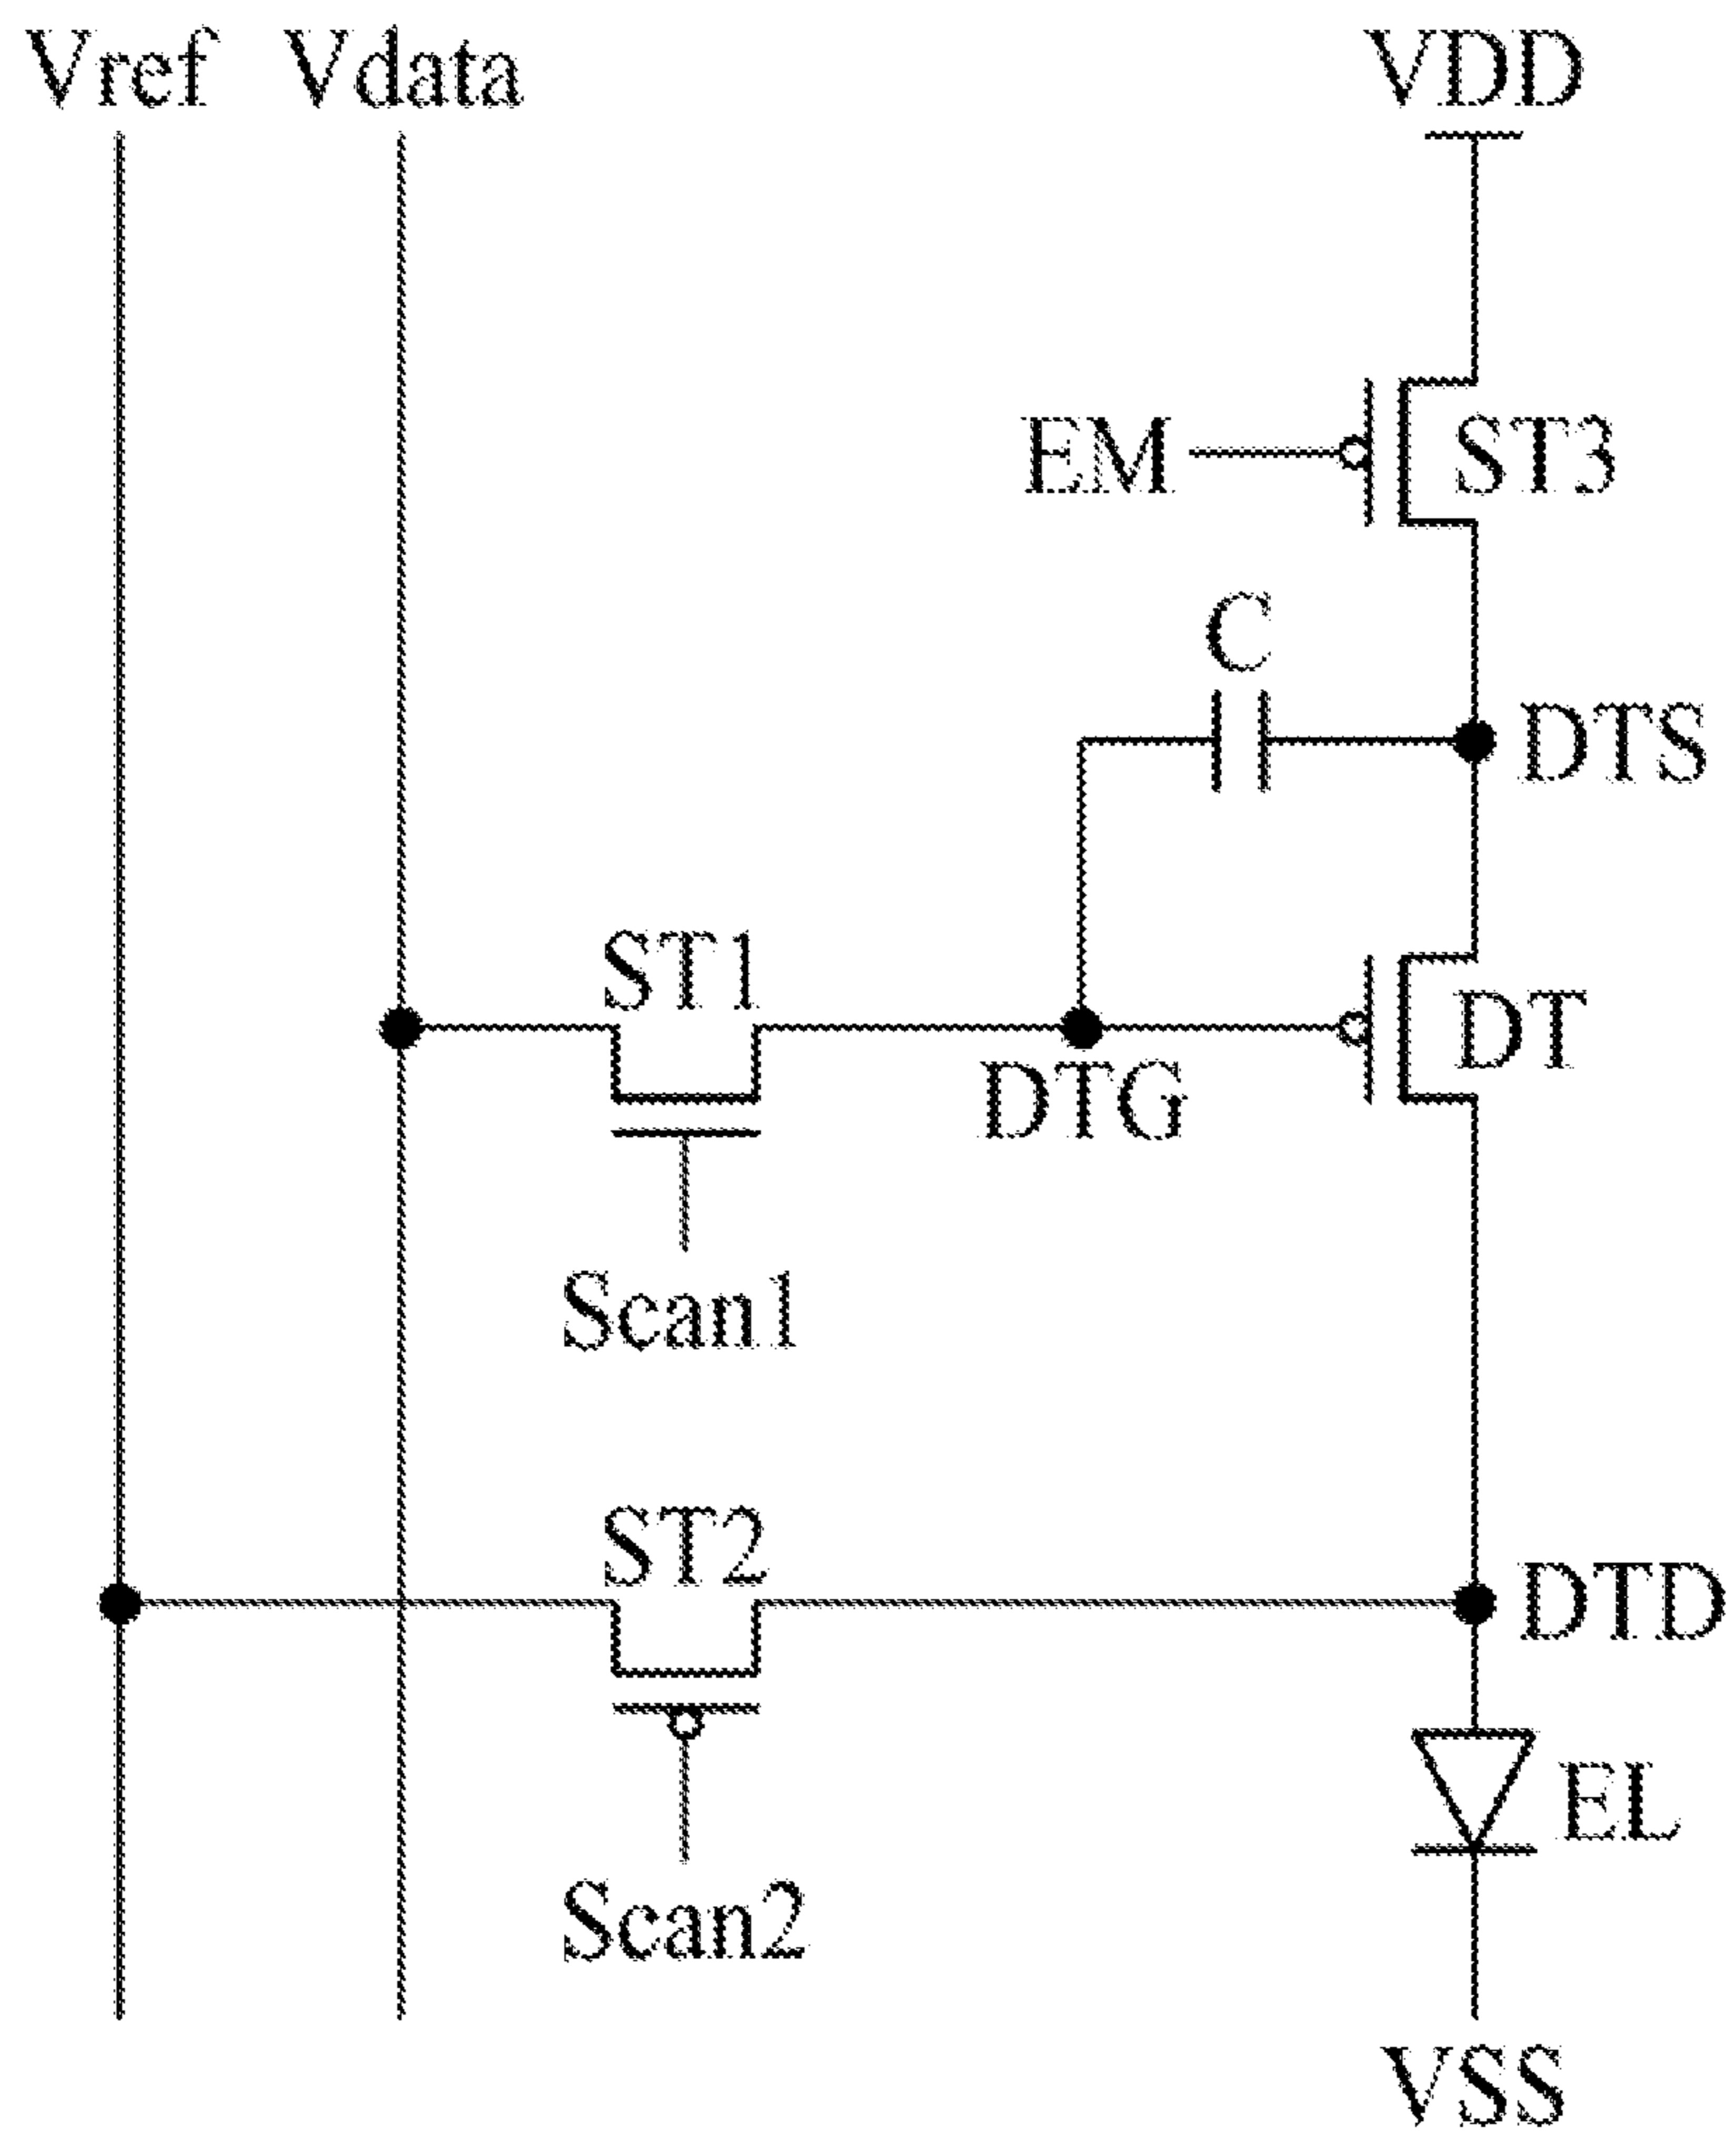 Vref Vdata VDD
EM ST3
C
DTS
ST1
DT
DTG
Scan1
ST2
DTD
EL
Scan2
VSS